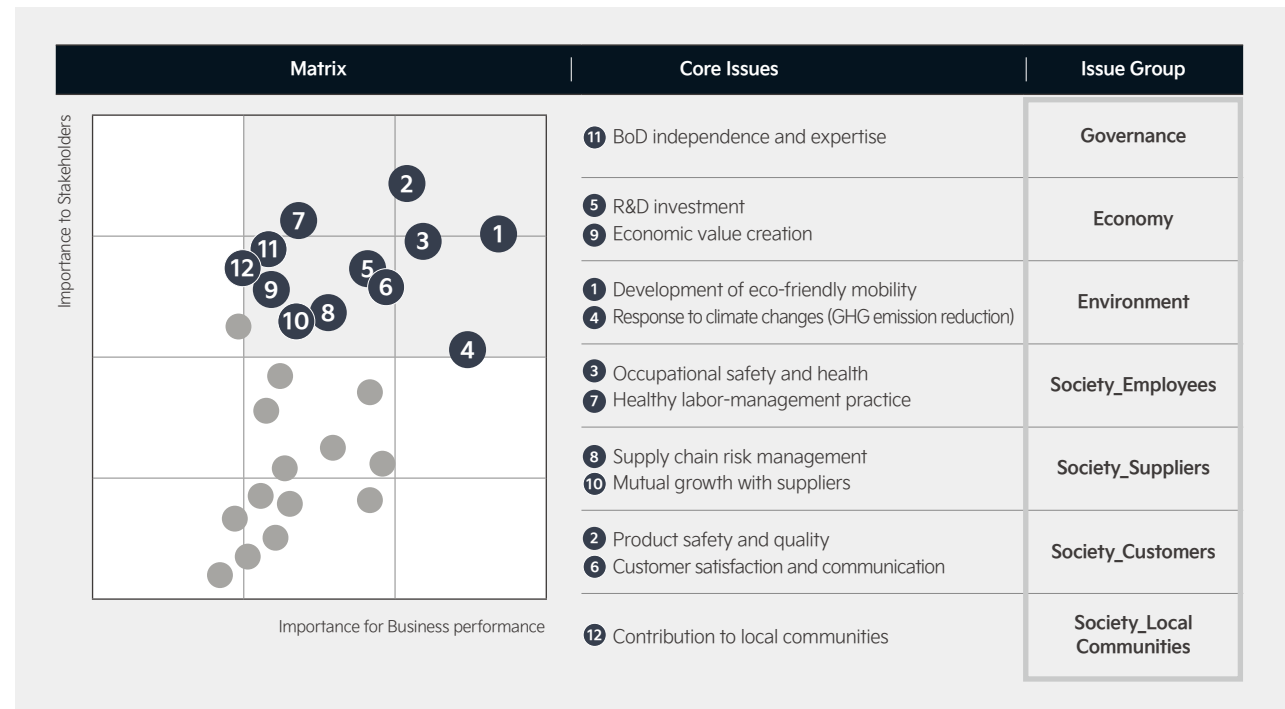 Matrix
Core Issues
Issue Group
Importance to Stakeholders
2
7
1
3
11
12
5
9
6
8
10
4
Importance for Business performance
11 BoD independence and expertise
Governance
5 R&D investment
9 Economic value creation
Economy
1 Development of eco-friendly mobility
4 Response to climate changes (GHG emission reduction)
Environment
3 Occupational safety and health
7 Healthy labor-management practice
Society_Employees
8 Supply chain risk management
10 Mutual growth with suppliers
Society_Suppliers
2 Product safety and quality
6 Customer satisfaction and communication
Society_Customers
12 Contribution to local communities
Society_Local
Communities